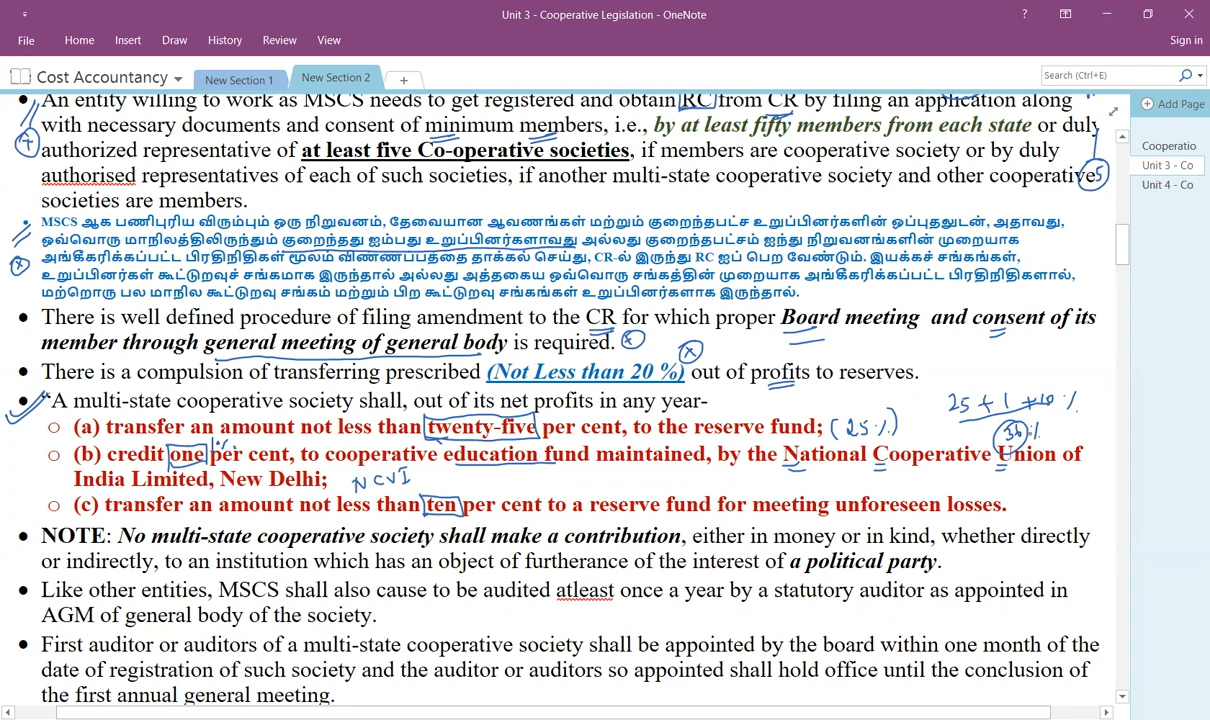 Unit 3 - Cooperative Legislation - OneNote
File Home Insert Draw History Review View Sign in
Cost Accountancy New Section 1 New Section 2 Search (Ctrl+E)
Add Page
Cooperatio
Unit 3 - Co
Unit 4 - Co
An entity willing to work as MSCS needs to get registered and obtain RC from CR by filing an application along
with necessary documents and consent of minimum members, i.e., by at least fifty members from each state or duly
authorized representative of at least five Co-operative societies, if members are cooperative society or by duly
authorised representatives of each of such societies, if another multi-state cooperative society and other cooperative
societies are members.
5
MSCS ஆக பணிபுரிய விரும்பும் ஒரு நிறுவனம், தேவையான ஆவணங்கள் மற்றும் குறைந்தபட்ச உறுப்பினர்களின் ஒப்புதலுடன், அதாவது,
ஒவ்வொரு மாநிலத்திலிருந்தும் குறைந்தது ஐம்பது உறுப்பினர்களாவது அல்லது குறைந்தபட்சம் ஐந்து நிறுவனங்களின் முறையாக
அங்கீகரிக்கப்பட்ட பிரதிநிதிகள் மூலம் விண்ணப்பத்தை தாக்கல் செய்து, CR-ல் இருந்து RC ஐப் பெற வேண்டும். இயக்கச் சங்கங்கள்,
உறுப்பினர்கள் கூட்டுறவுச் சங்கமாக இருந்தால் அல்லது அத்தகைய ஒவ்வொரு சங்கத்தின் முறையாக அங்கீகரிக்கப்பட்ட பிரதிநிதிகளால்,
மற்றொரு பல மாநில கூட்டுறவு சங்கம் மற்றும் பிற கூட்டுறவு சங்கங்கள் உறுப்பினர்களாக இருந்தால்.
There is well defined procedure of filing amendment to the CR for which proper Board meeting and consent of its
member through general meeting of general body is required.
There is a compulsion of transferring prescribed (Not Less than 20 %) out of profits to reserves.
"A multi-state cooperative society shall, out of its net profits in any year-
25 + 1 + 10 %
(a) transfer an amount not less than twenty-five per cent, to the reserve fund; (25%)
36%
1%
(b) credit one per cent, to cooperative education fund maintained, by the National Cooperative Union of
India Limited, New Delhi; NCUI
(c) transfer an amount not less than ten per cent to a reserve fund for meeting unforeseen losses.
NOTE: No multi-state cooperative society shall make a contribution, either in money or in kind, whether directly
or indirectly, to an institution which has an object of furtherance of the interest of a political party.
Like other entities, MSCS shall also cause to be audited atleast once a year by a statutory auditor as appointed in
AGM of general body of the society.
First auditor or auditors of a multi-state cooperative society shall be appointed by the board within one month of the
date of registration of such society and the auditor or auditors so appointed shall hold office until the conclusion of
the first annual general meeting.